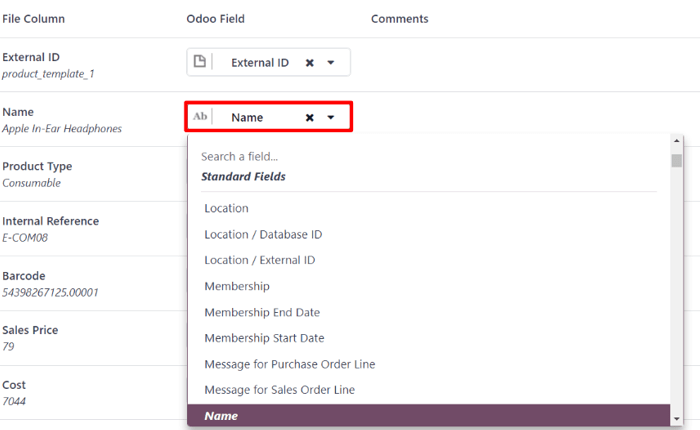 File Column Odoo Field Comments
External ID External ID
product_template_1
Name Ab Name
Apple In-Ear Headphones
Search a field...
Product Type Standard Fields
Consumable
Location
Internal Reference Location / Database ID
E-COM08
Location / External ID
Barcode Membership
54398267125.00001
Membership End Date
Sales Price Membership Start Date
79
Message for Purchase Order Line
Cost Message for Sales Order Line
7044
Name